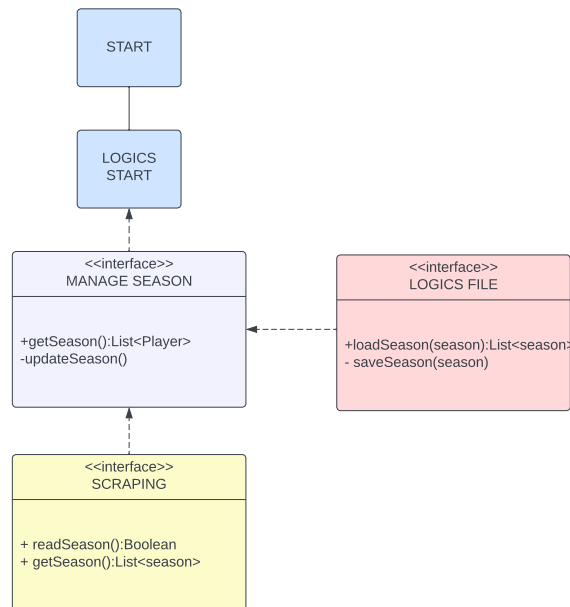 START
LOGICS
START
<<interface>>
MANAGE SEASON
+getSeason():List<Player>
-updateSeason()
<<interface>>
LOGICS FILE
+loadSeason(season):List<season>
- saveSeason(season)
<<interface>>
SCRAPING
+ readSeason():Boolean
+ getSeason():List<season>